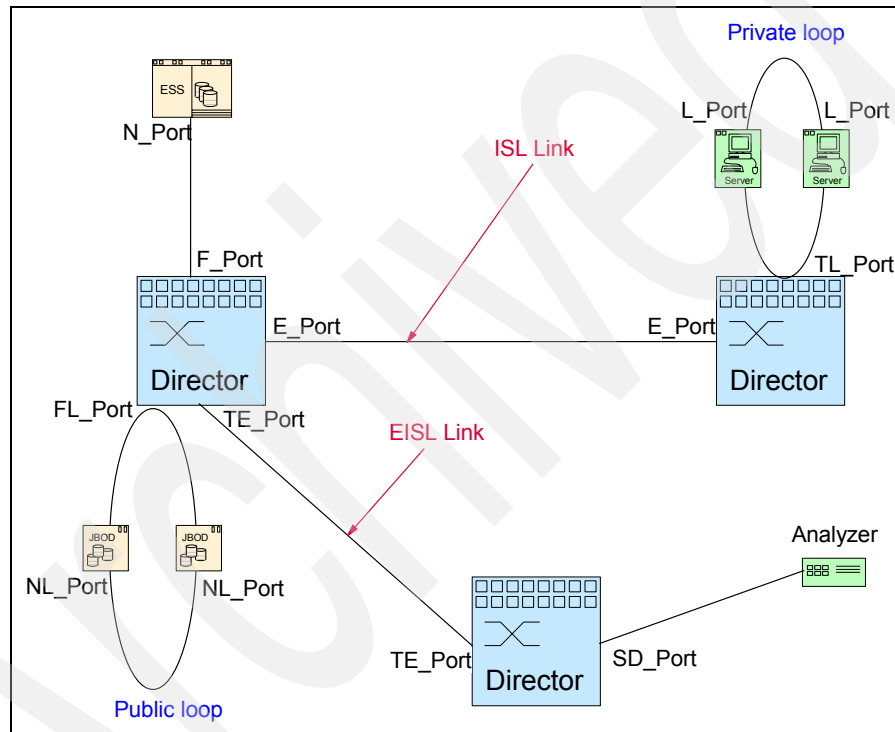 Private loop
ESS
N_Port
L_Port
L_Port
ISL Link
Server
Server
F_Port
TL_Port
E_Port
E_Port
Director
Director
FL_Port
TE_Port
EISL Link
JBOD
JBOD
Analyzer
NL_Port
NL_Port
TE_Port
SD_Port
Director
Public loop
Archived